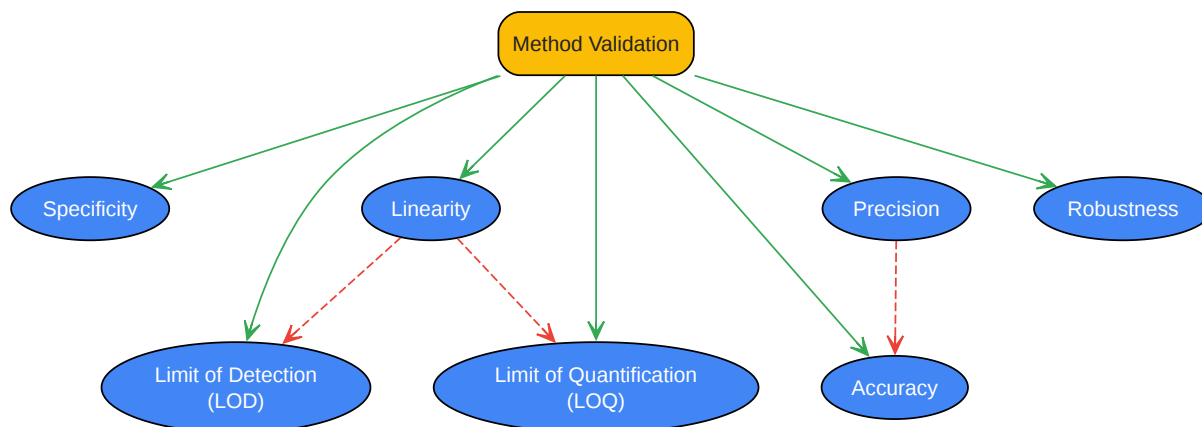 Method Validation
Specificity
Linearity
Precision
Robustness
Limit of Detection
(LOD)
Limit of Quantification
(LOQ)
Accuracy